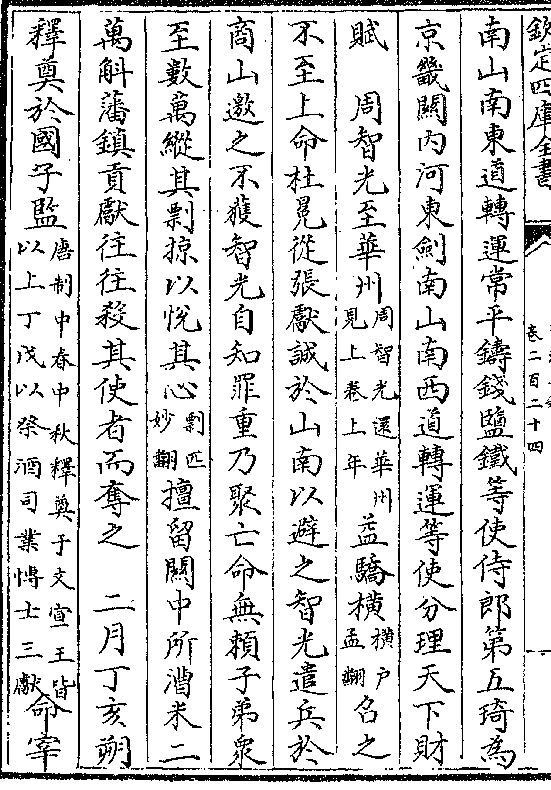 欽定四庫全書
卷二百二十四
南山南東道轉運常平鑄錢鹽鐵等使侍郎第五琦為
京畿關内河東劍南山南西道轉運等使分理天下財
賦　周智光至華州周智光還華州見上卷上年益驕橫橫户孟翻召之
不至上命杜冕從張獻誠於山南以避之智光遣兵於
商山邀之不獲智光自知罪重乃聚亡命無頼子弟衆
至數萬縱其剽掠以恱其心剽匹妙翻擅留關中所漕米二
萬斛藩鎮貢獻往往殺其使者而奪之　二月丁亥朔
釋奠於國子監唐制中春中秋釋奠于文宣王皆以上丁戊以祭酒司業博士三獻命宰